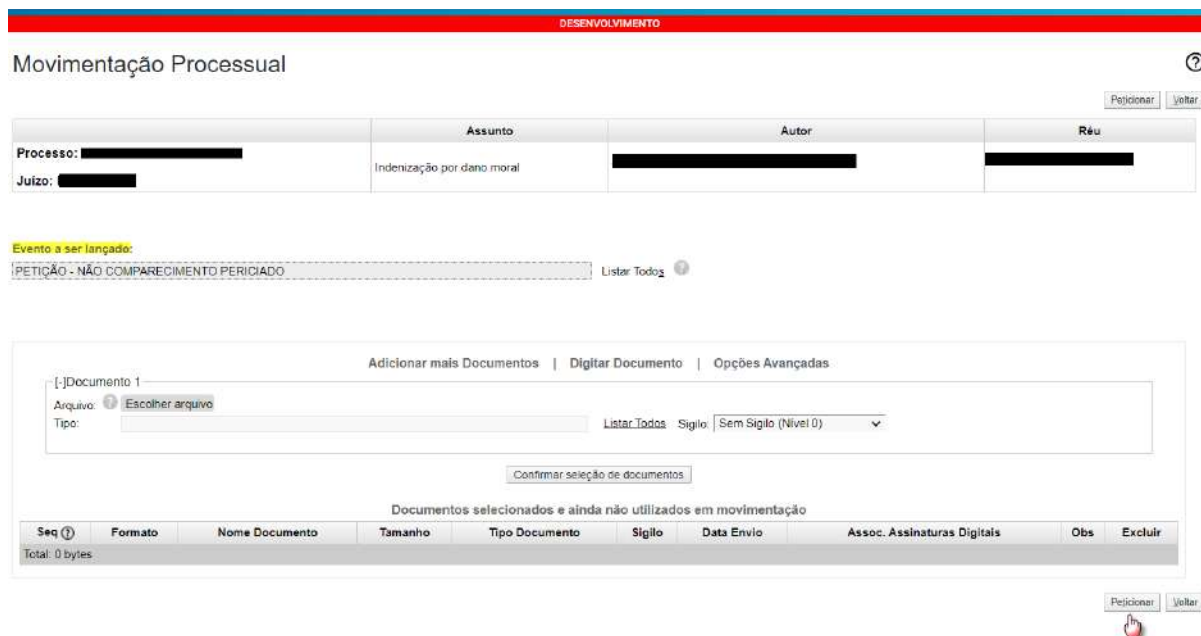 DESENVOLVIMENTO
Movimentação Processual
Peticionar Voltar
Assunto Autor Réu
Processo:
Indenização por dano moral
Juízo:
Evento a ser lançado:
PETIÇÃO - NÃO COMPARECIMENTO PERICIADO Listar Todos ?
Adicionar mais Documentos | Digitar Documento | Opções Avançadas
[-]Documento 1
Arquivo: ? Escolher arquivo
Tipo: Listar Todos Sigilo: Sem Sigilo (Nível 0)
Confirmar seleção de documentos
Documentos selecionados e ainda não utilizados em movimentação
Seq ? Formato Nome Documento Tamanho Tipo Documento Sigilo Data Envio Assoc. Assinaturas Digitais Obs Excluir
Total: 0 bytes
Peticionar Voltar